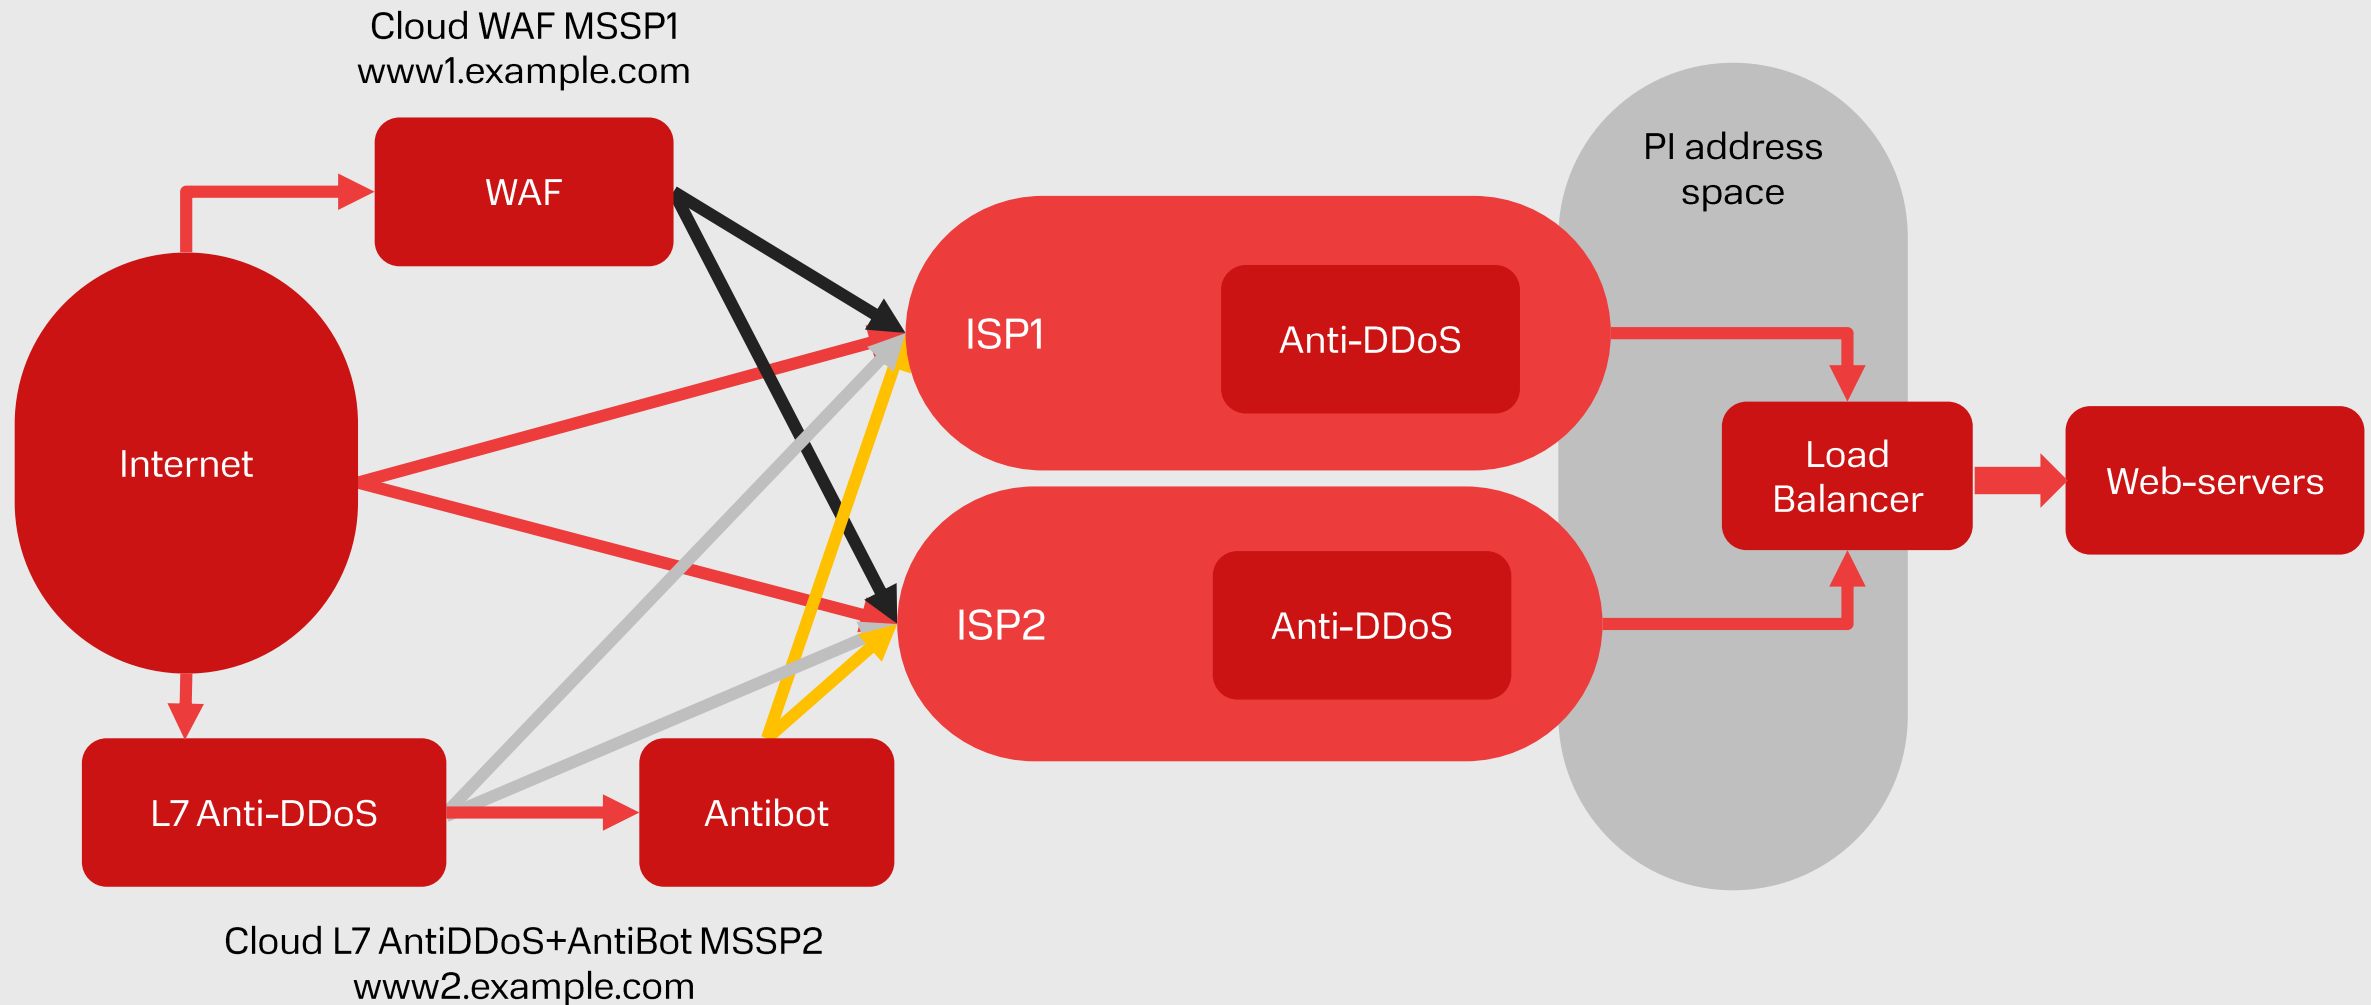 Cloud WAF MSSP1
www1.example.com
WAF
PI address
space
Internet
ISP1
Anti-DDoS
Load
Balancer
Web-servers
ISP2
Anti-DDoS
L7 Anti-DDoS
Antibot
Cloud L7 AntiDDoS+AntiBot MSSP2
www2.example.com